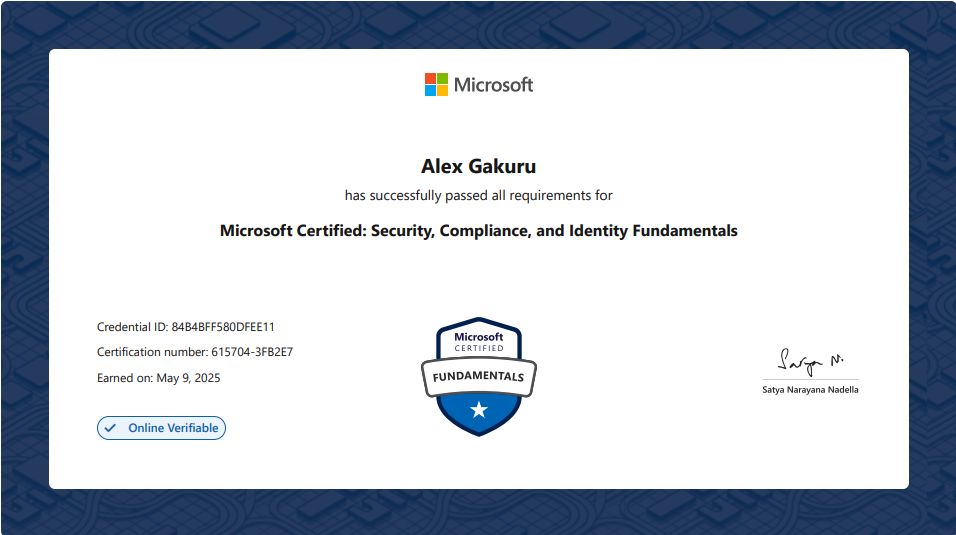 Microsoft
Alex Gakuru
has successfully passed all requirements for
Microsoft Certified: Security, Compliance, and Identity Fundamentals
Credential ID: 84B4BFF580DFEE11
Certification number: 615704-3FB2E7
Earned on: May 9, 2025
Online Verifiable
Microsoft
CERTIFIED
FUNDAMENTALS
Satya N.
Satya Narayana Nadella